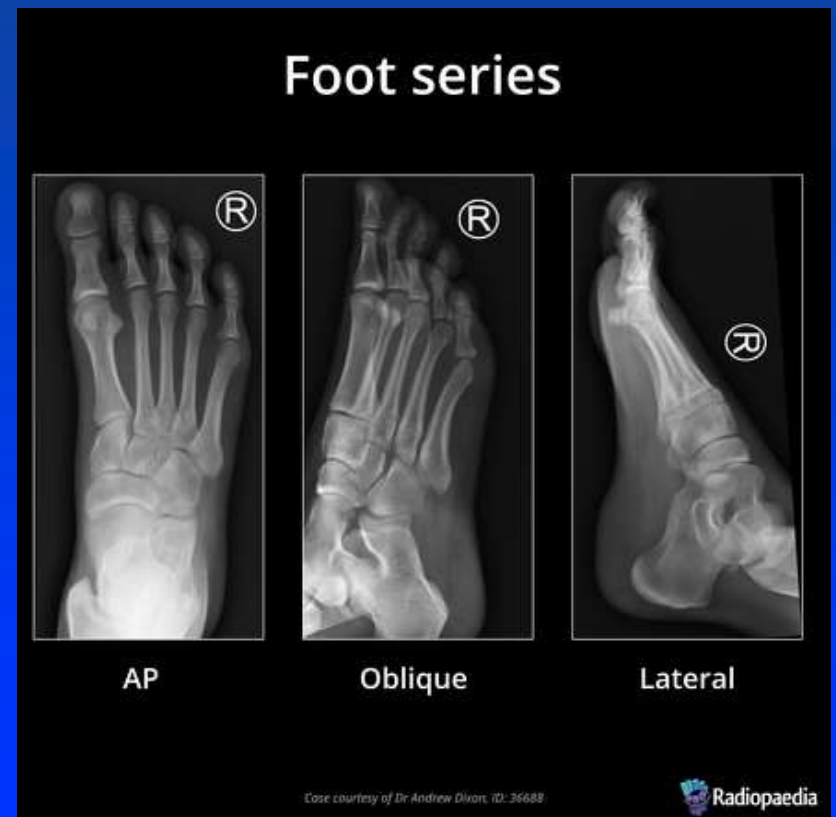 Foot series
R
R
R
AP
Oblique
Lateral
Case courtesy of Dr Andrew Dixon, ID: 36688
Radiopaedia